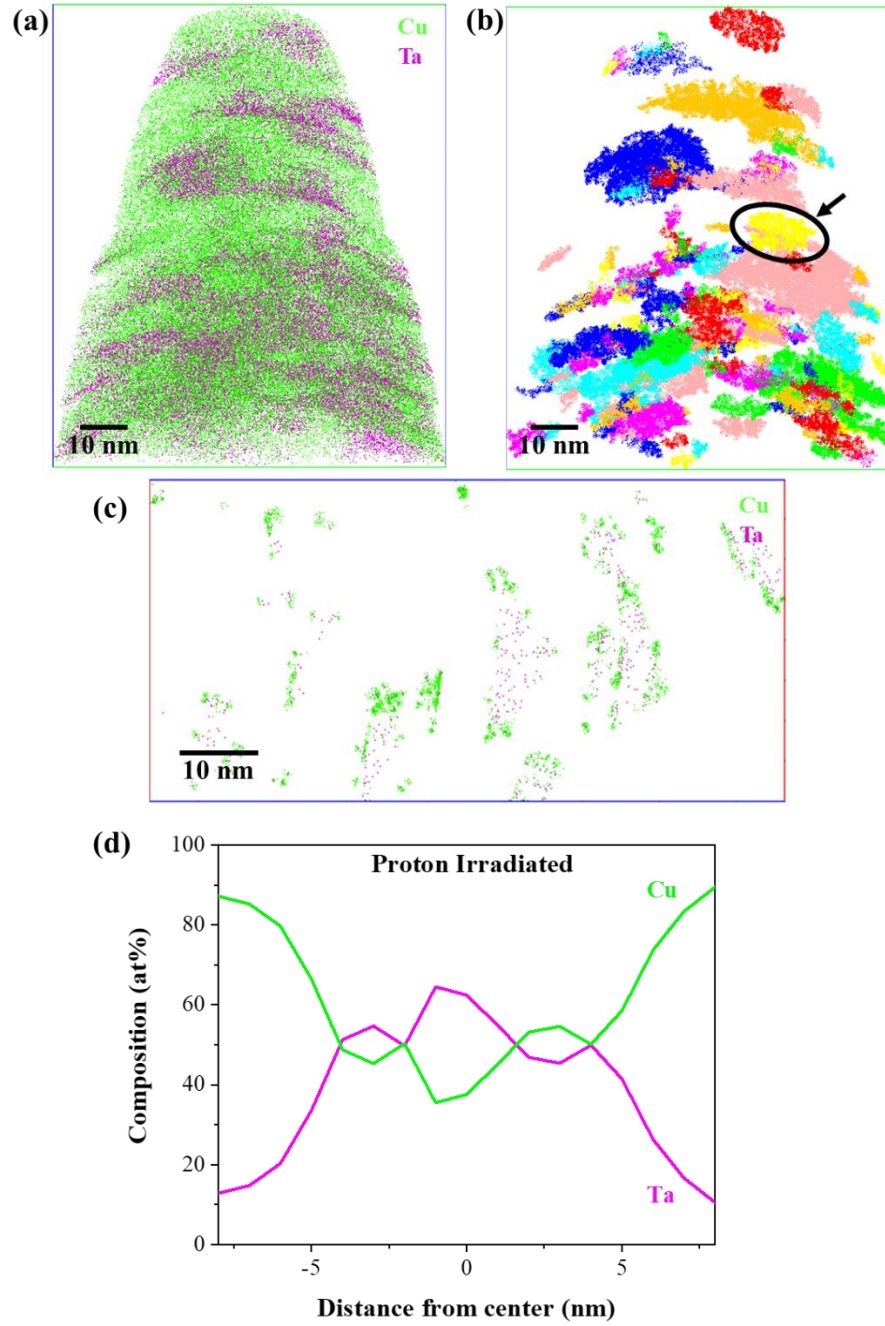 (a)
Cu
Ta
10 nm
(b)
10 nm
(c)
Cu
Ta
10 nm
(d)
Proton Irradiated
Cu
Ta
100
80
60
40
20
0
-5
0
5
Composition (at%)
Distance from center (nm)